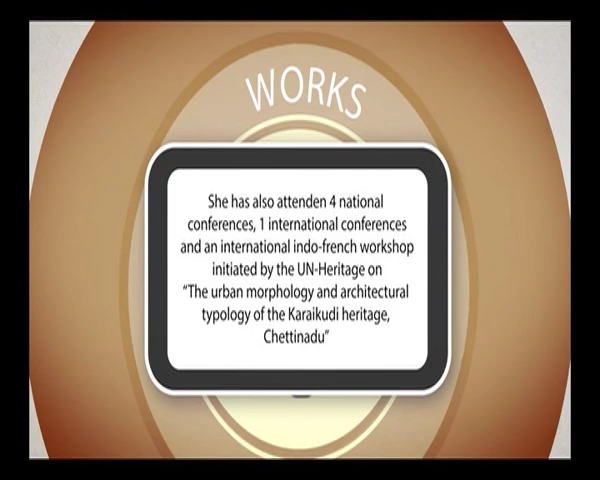 WORKS
She has also attenden 4 national
conferences, 1 international conferences
and an international indo-french workshop
initiated by the UN-Heritage on
“The urban morphology and architectural
typology of the Karaikudi heritage,
Chettinadu”